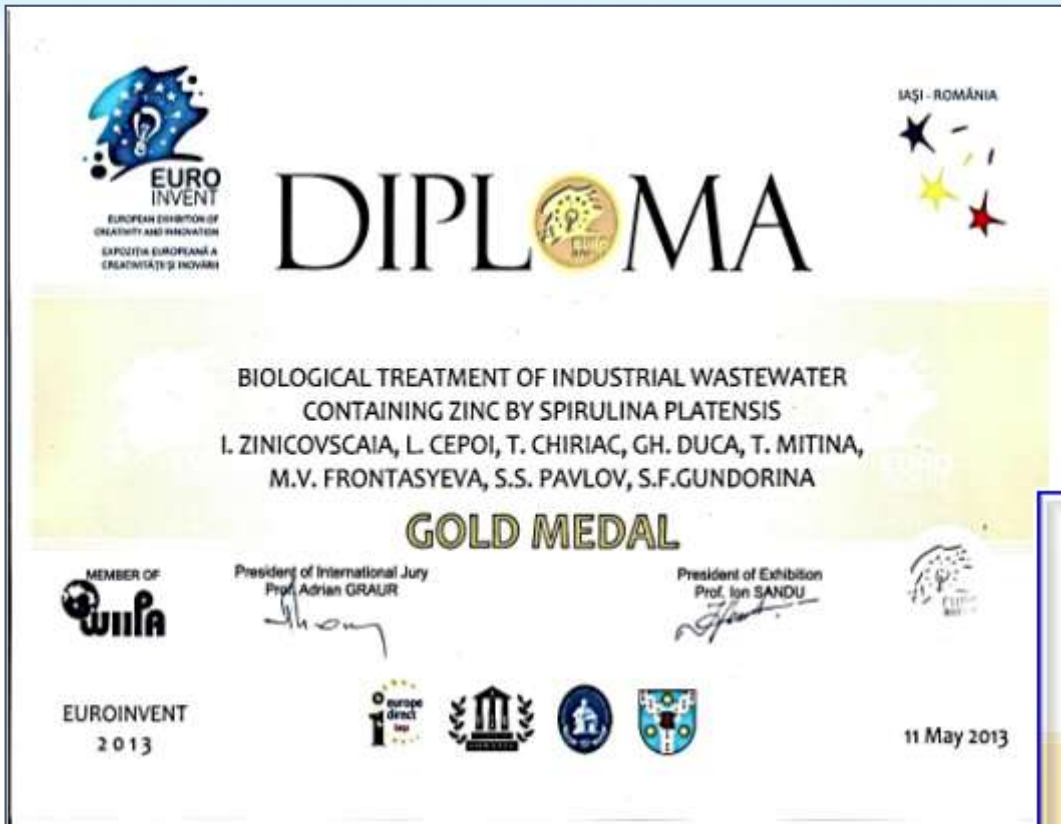 EURO
INVENT
EUROPEAN EXHIBITION OF
CREATIVITY AND INNOVATION
EXPOZIȚIA EUROPEANĂ A
CREATIVITĂȚII ȘI INOVĂRII
IAȘI - ROMÂNIA
DIPLOMA
BIOLOGICAL TREATMENT OF INDUSTRIAL WASTEWATER
CONTAINING ZINC BY SPIRULINA PLATENSIS
I. ZINICOVSCAIA, L. CEPOI, T. CHIRIAC, GH. DUCA, T. MITINA,
M.V. FRONTASYEVA, S.S. PAVLOV, S.F.GUNDORINA
GOLD MEDAL
MEMBER OF
WIIPA
President of International Jury
Prof. Adrian GRAUR
President of Exhibition
Prof. Ion SANDU
europe
direct
EUROINVENT
2013
11 May 2013